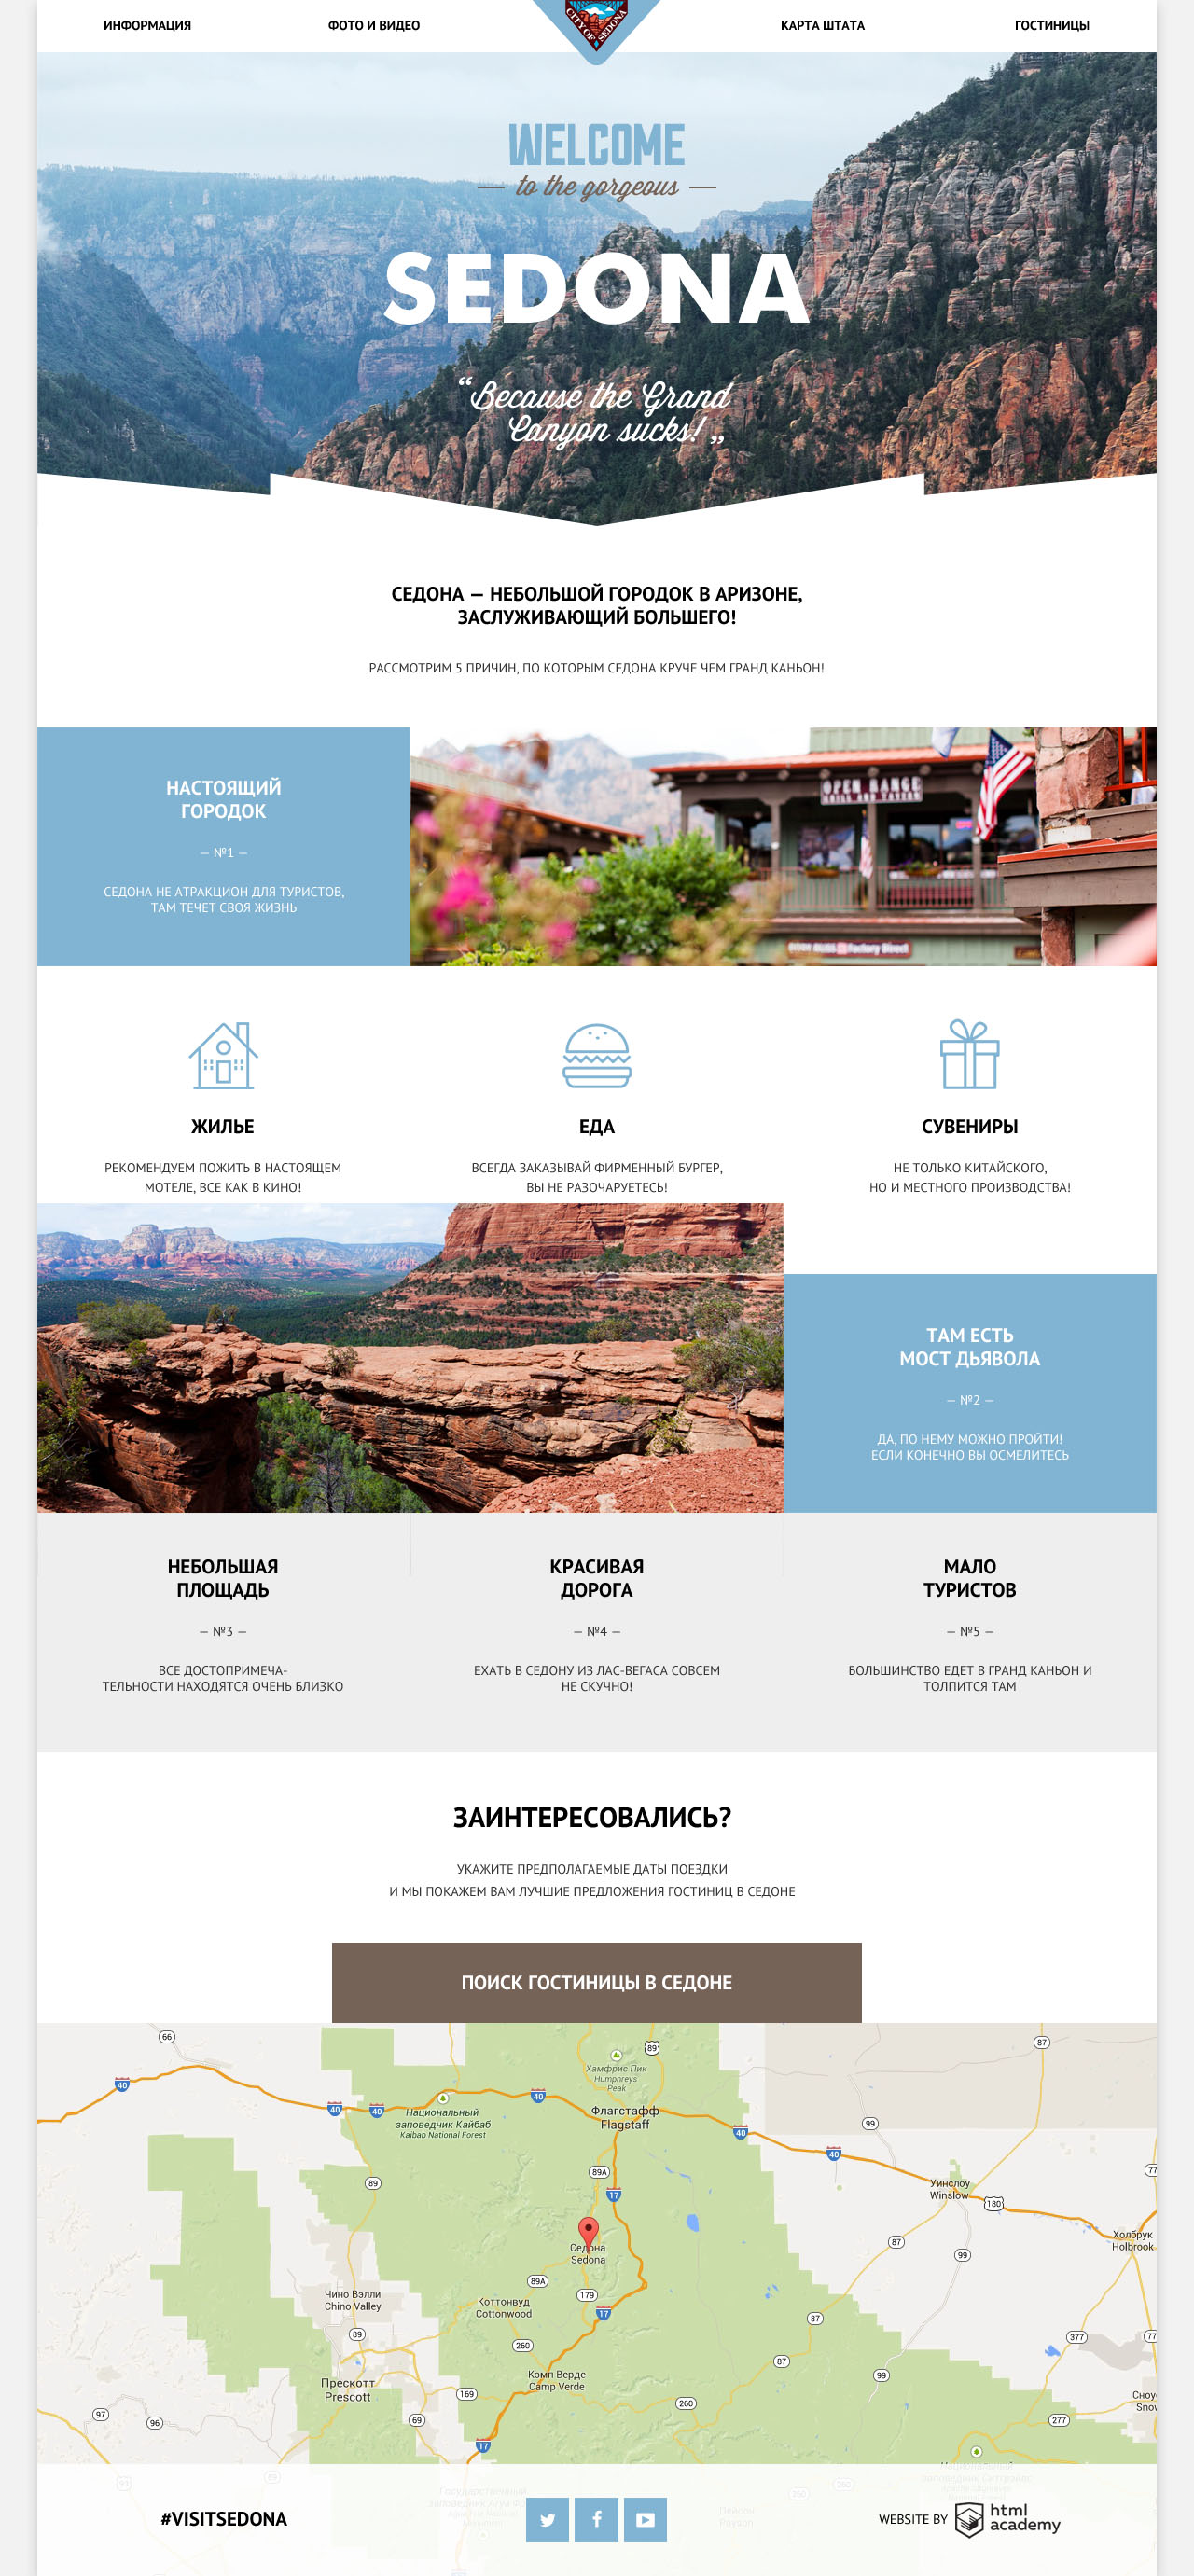 ИНФОРМАЦИЯ
ФОТО И ВИДЕО
CITY OF SEDONA
КАРТА ШТАТА
ГОСТИНИЦЫ
WELCOME
— to the gorgeous —
SEDONA
“Because the Grand
Canyon sucks! „
СЕДОНА — НЕБОЛЬШОЙ ГОРОДОК В АРИЗОНЕ,
ЗАСЛУЖИВАЮЩИЙ БОЛЬШЕГО!
РАССМОТРИМ 5 ПРИЧИН, ПО КОТОРЫМ СЕДОНА КРУЧЕ ЧЕМ ГРАНД КАНЬОН!
НАСТОЯЩИЙ
ГОРОДОК
— №1 —
СЕДОНА НЕ АТРАКЦИОН ДЛЯ ТУРИСТОВ,
ТАМ ТЕЧЕТ СВОЯ ЖИЗНЬ
OPEN RANGE
ЖИЛЬЕ
РЕКОМЕНДУЕМ ПОЖИТЬ В НАСТОЯЩЕМ
МОТЕЛЕ, ВСЕ КАК В КИНО!
ЕДА
ВСЕГДА ЗАКАЗЫВАЙ ФИРМЕННЫЙ БУРГЕР,
ВЫ НЕ РАЗОЧАРУЕТЕСЬ!
СУВЕНИРЫ
НЕ ТОЛЬКО КИТАЙСКОГО,
НО И МЕСТНОГО ПРОИЗВОДСТВА!
ТАМ ЕСТЬ
МОСТ ДЬЯВОЛА
— №2 —
ДА, ПО НЕМУ МОЖНО ПРОЙТИ!
ЕСЛИ КОНЕЧНО ВЫ ОСМЕЛИТЕСЬ
НЕБОЛЬШАЯ
ПЛОЩАДЬ
— №3 —
ВСЕ ДОСТОПРИМЕЧА-
ТЕЛЬНОСТИ НАХОДЯТСЯ ОЧЕНЬ БЛИЗКО
КРАСИВАЯ
ДОРОГА
— №4 —
ЕХАТЬ В СЕДОНУ ИЗ ЛАС-ВЕГАСА СОВСЕМ
НЕ СКУЧНО!
МАЛО
ТУРИСТОВ
— №5 —
БОЛЬШИНСТВО ЕДЕТ В ГРАНД КАНЬОН И
ТОЛПИТСЯ ТАМ
ЗАИНТЕРЕСОВАЛИСЬ?
УКАЖИТЕ ПРЕДПОЛАГАЕМЫЕ ДАТЫ ПОЕЗДКИ
И МЫ ПОКАЖЕМ ВАМ ЛУЧШИЕ ПРЕДЛОЖЕНИЯ ГОСТИНИЦ В СЕДОНЕ
ПОИСК ГОСТИНИЦЫ В СЕДОНЕ
66
89
87
Хамфрис Пик
Humphreys
Peak
40
40
40
40
Национальный
заповедник Кайбаб
Kaibab National Forest
Флагстафф
Flagstaff
99
40
40
89A
77
89
Уинслоу
Winslow
17
180
Холбрук
Holbrook
87
Седона
Sedona
99
89A
179
Чино Вэлли
Chino Valley
Коттонвуд
Cottonwood
17
87
89
377
77
260
87
Кэмп Верде
Camp Verde
99
Прескотт
Prescott
169
260
97
96
69
277
17
#VISITSEDONA
WEBSITE BY
html
academy